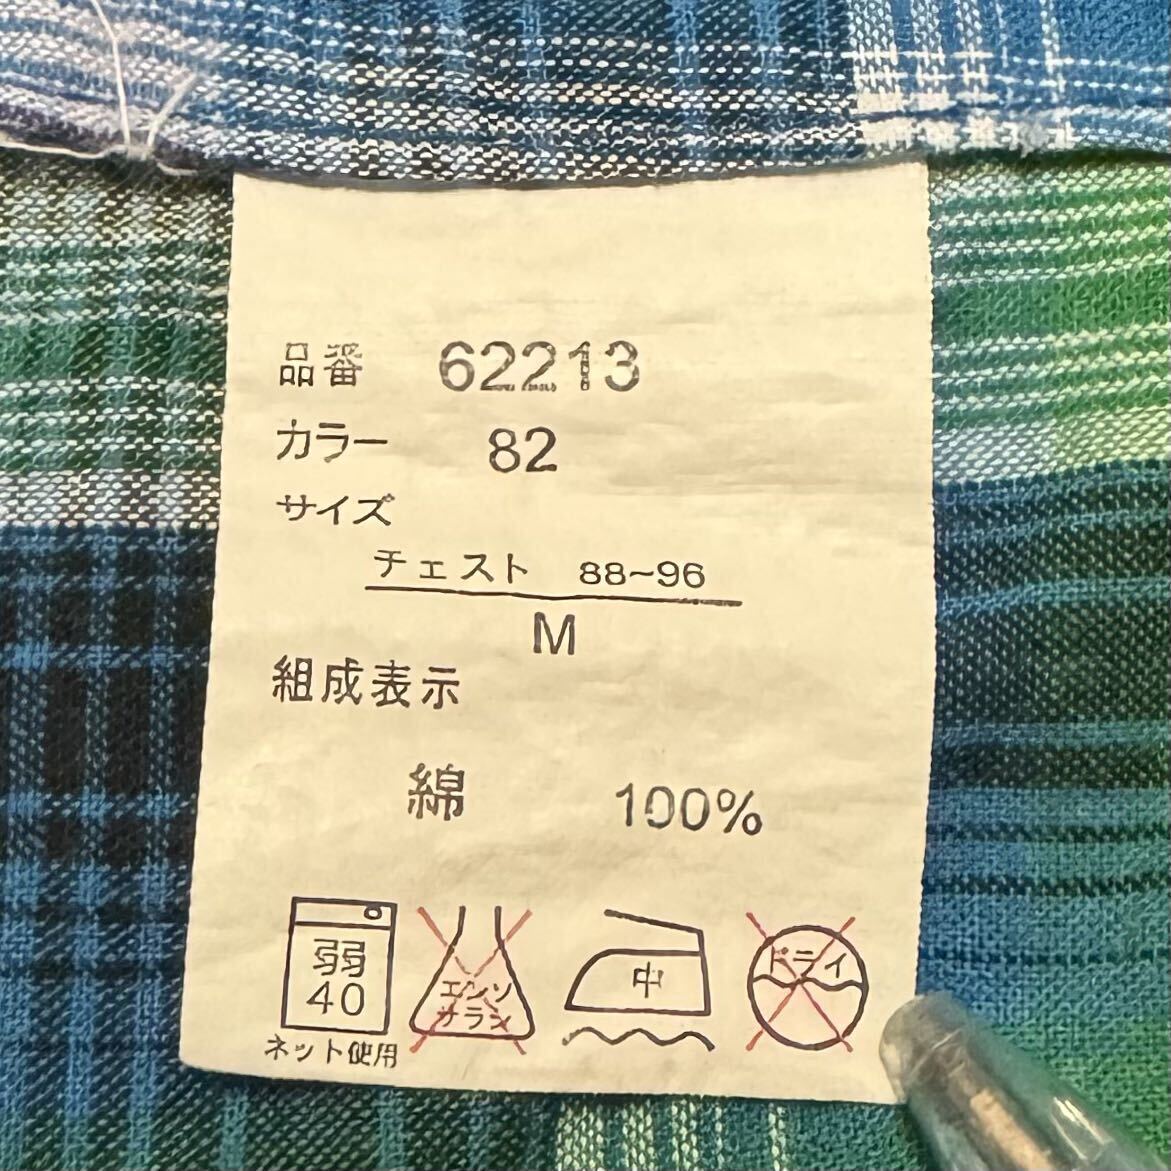 品番 62213
カラー 82
サイズ
チェスト 88~96
M
組成表示
綿 100%
弱
40
ネット使用
エンソ
サラシ
中
ドライ